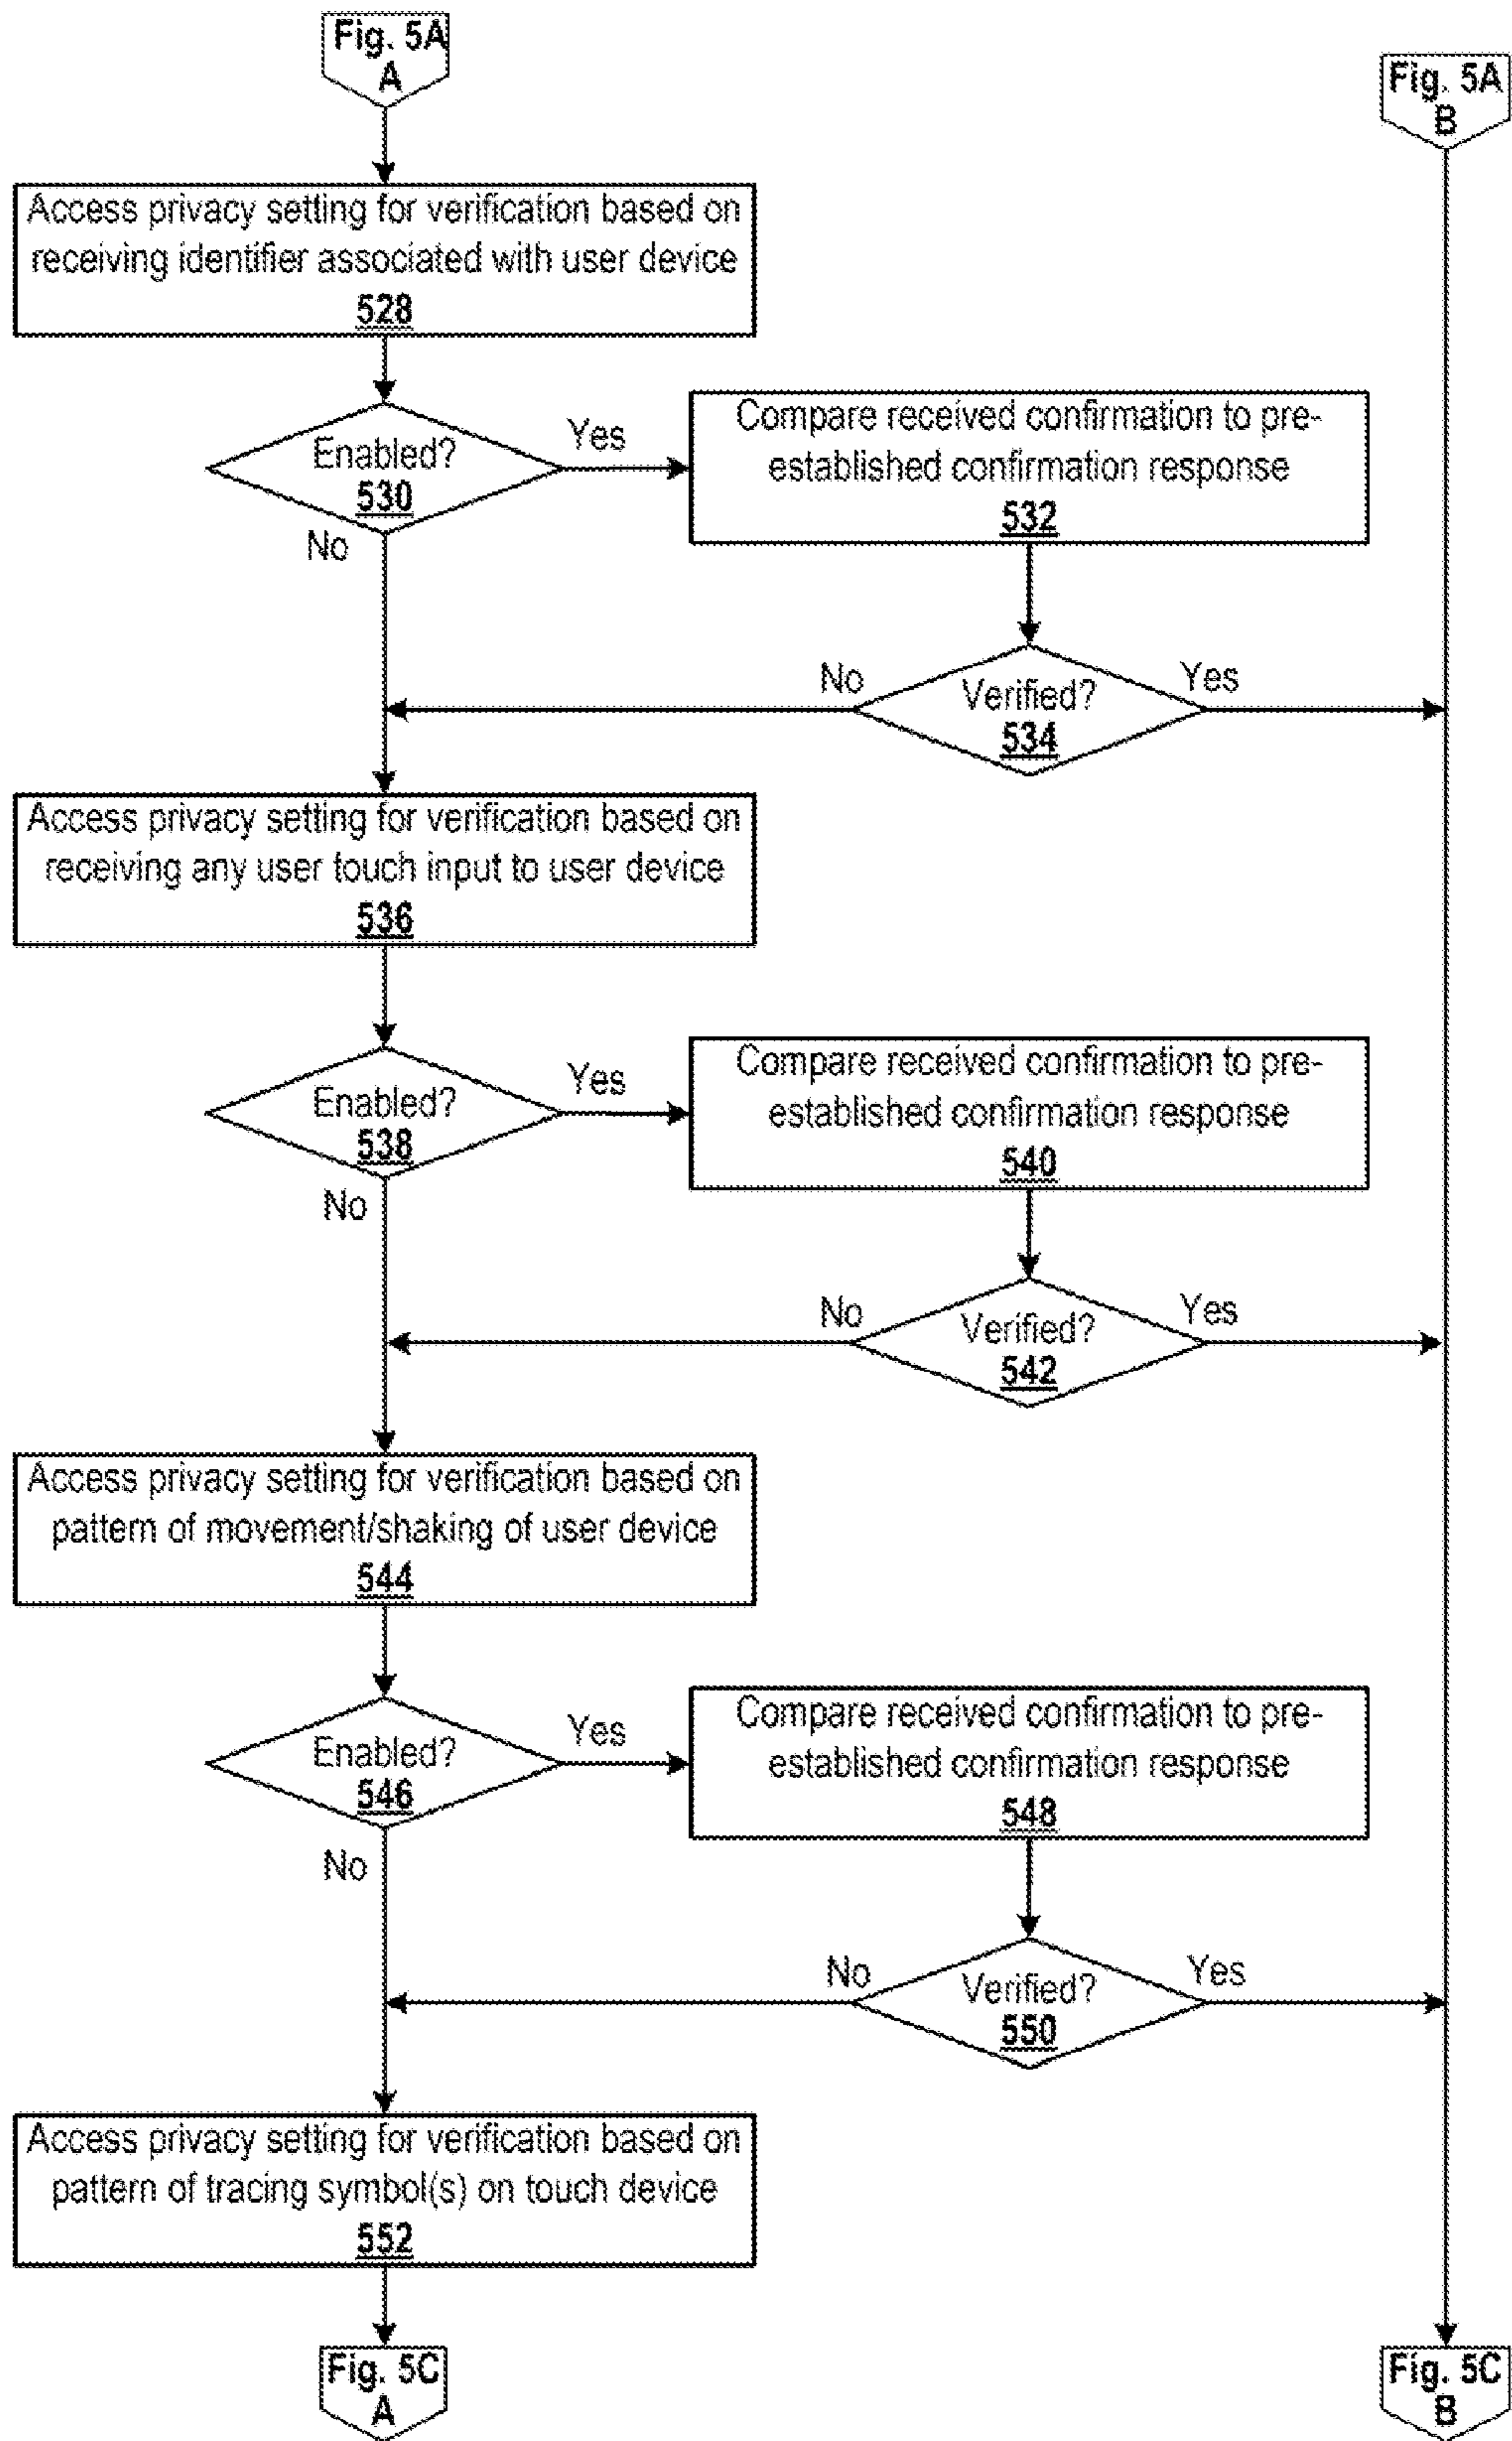 Fig. 5A
A
Fig. 5A
B
Access privacy setting for verification based on
receiving identifier associated with user device
528
Enabled?
530
Yes
No
Compare received confirmation to pre-
established confirmation response
532
No
Verified?
534
Yes
Access privacy setting for verification based on
receiving any user touch input to user device
536
Enabled?
538
Yes
No
Compare received confirmation to pre-
established confirmation response
540
No
Verified?
542
Yes
Access privacy setting for verification based on
pattern of movement/shaking of user device
544
Enabled?
546
Yes
No
Compare received confirmation to pre-
established confirmation response
548
No
Verified?
550
Yes
Access privacy setting for verification based on
pattern of tracing symbol(s) on touch device
552
Fig. 5C
A
Fig. 5C
B